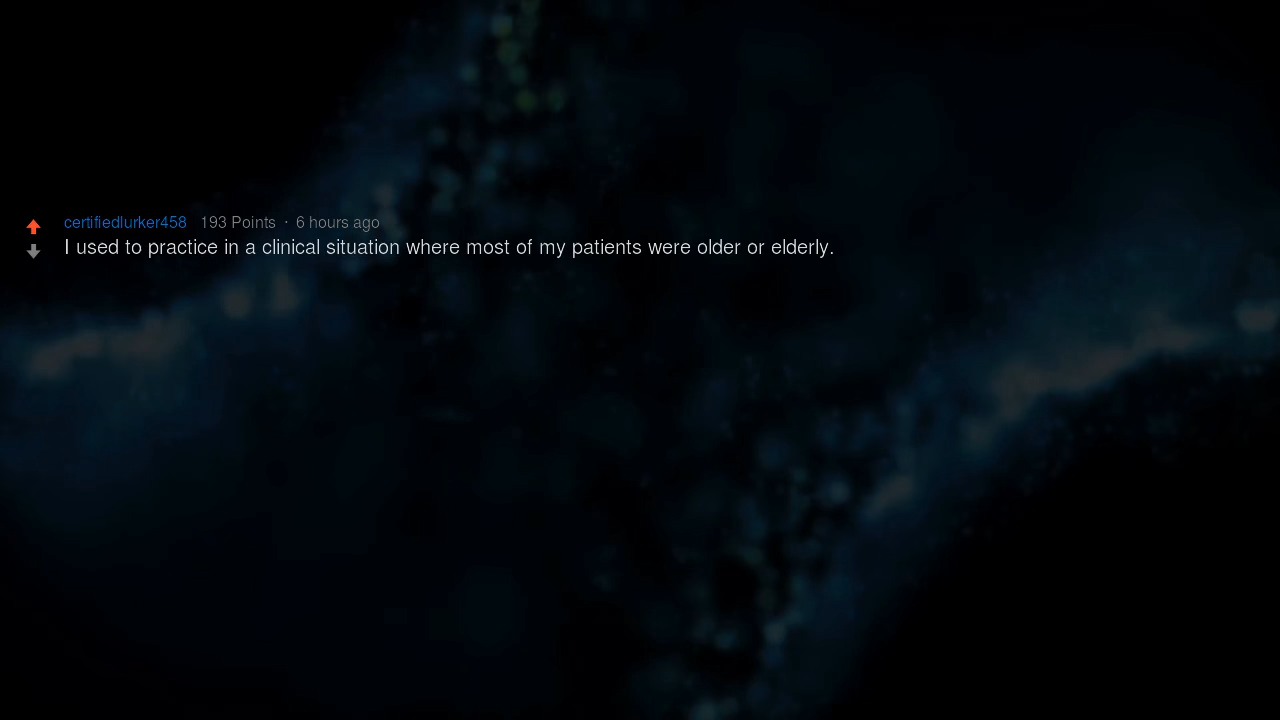 certifiedlurker458 193 Points · 6 hours ago
I used to practice in a clinical situation where most of my patients were older or elderly.